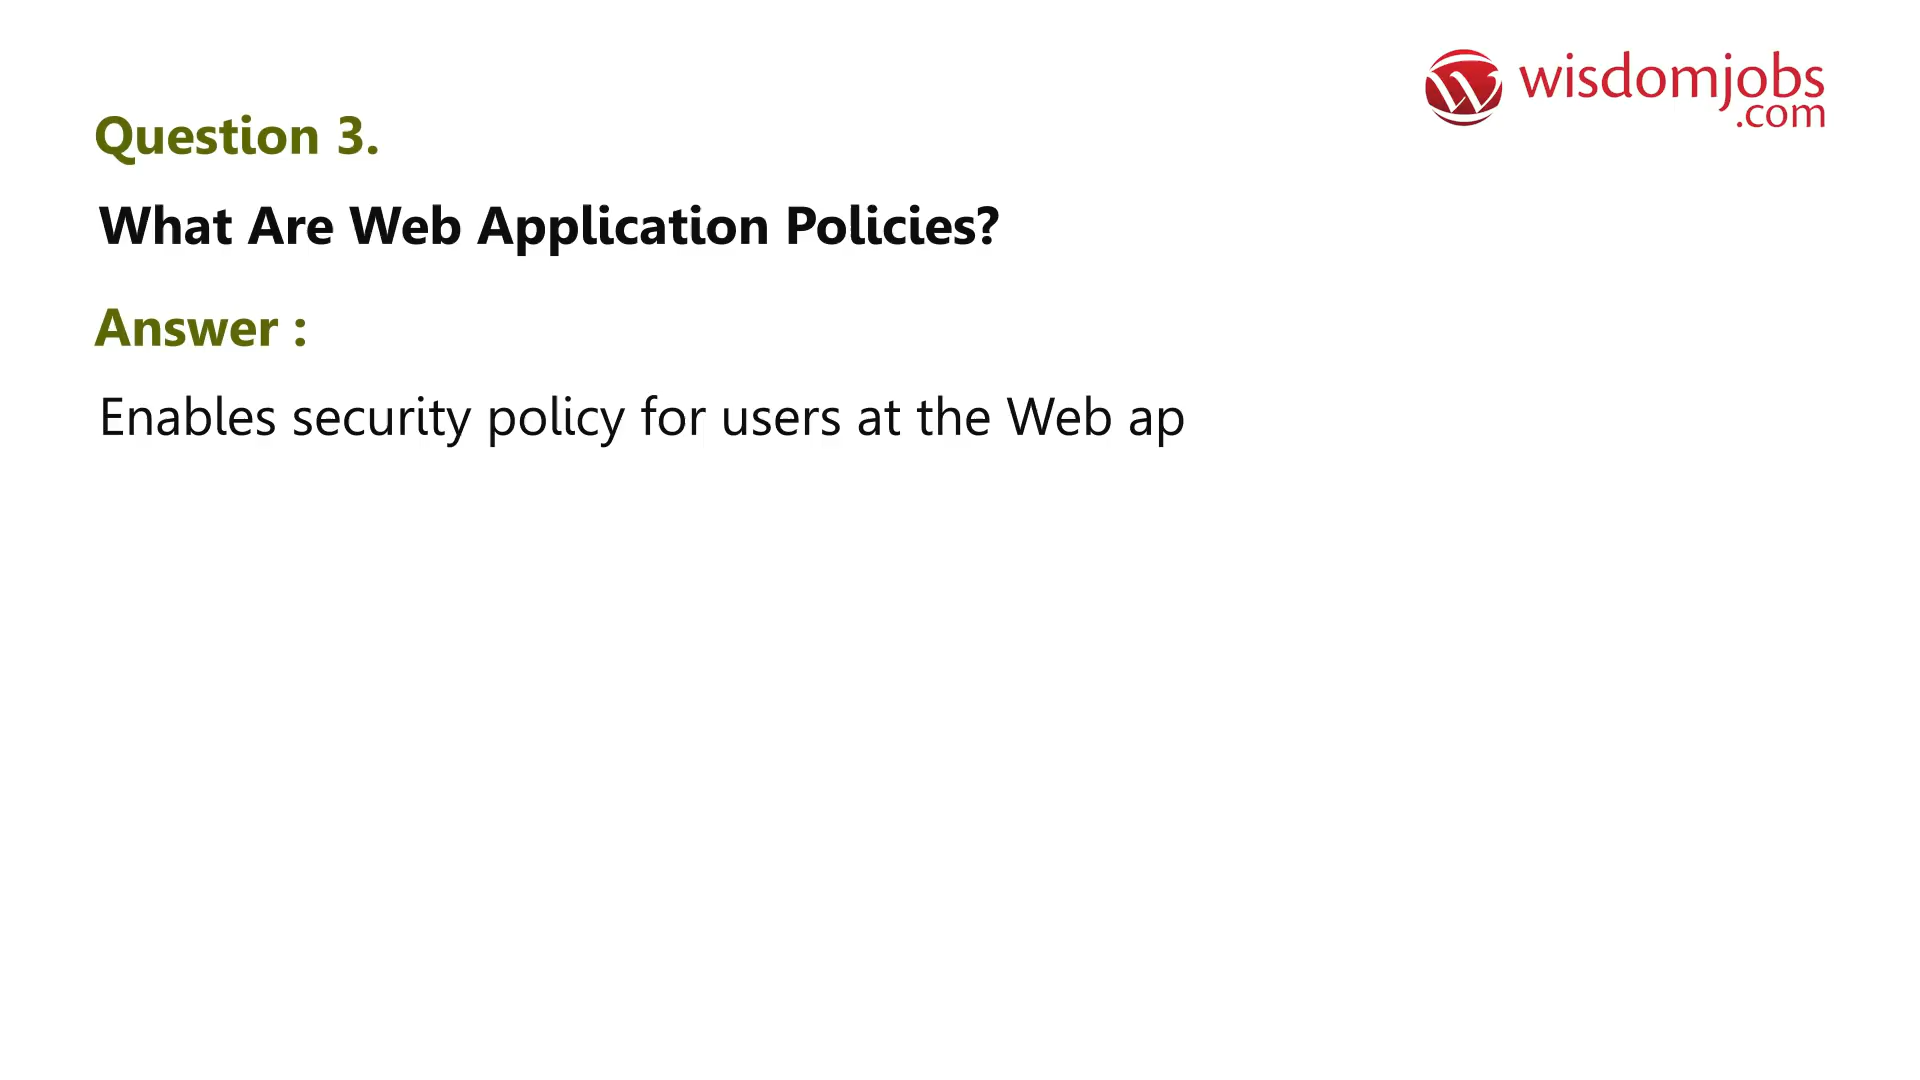 wisdomjobs
.com
Question 3.
What Are Web Application Policies?
Answer :
Enables security policy for users at the Web ap